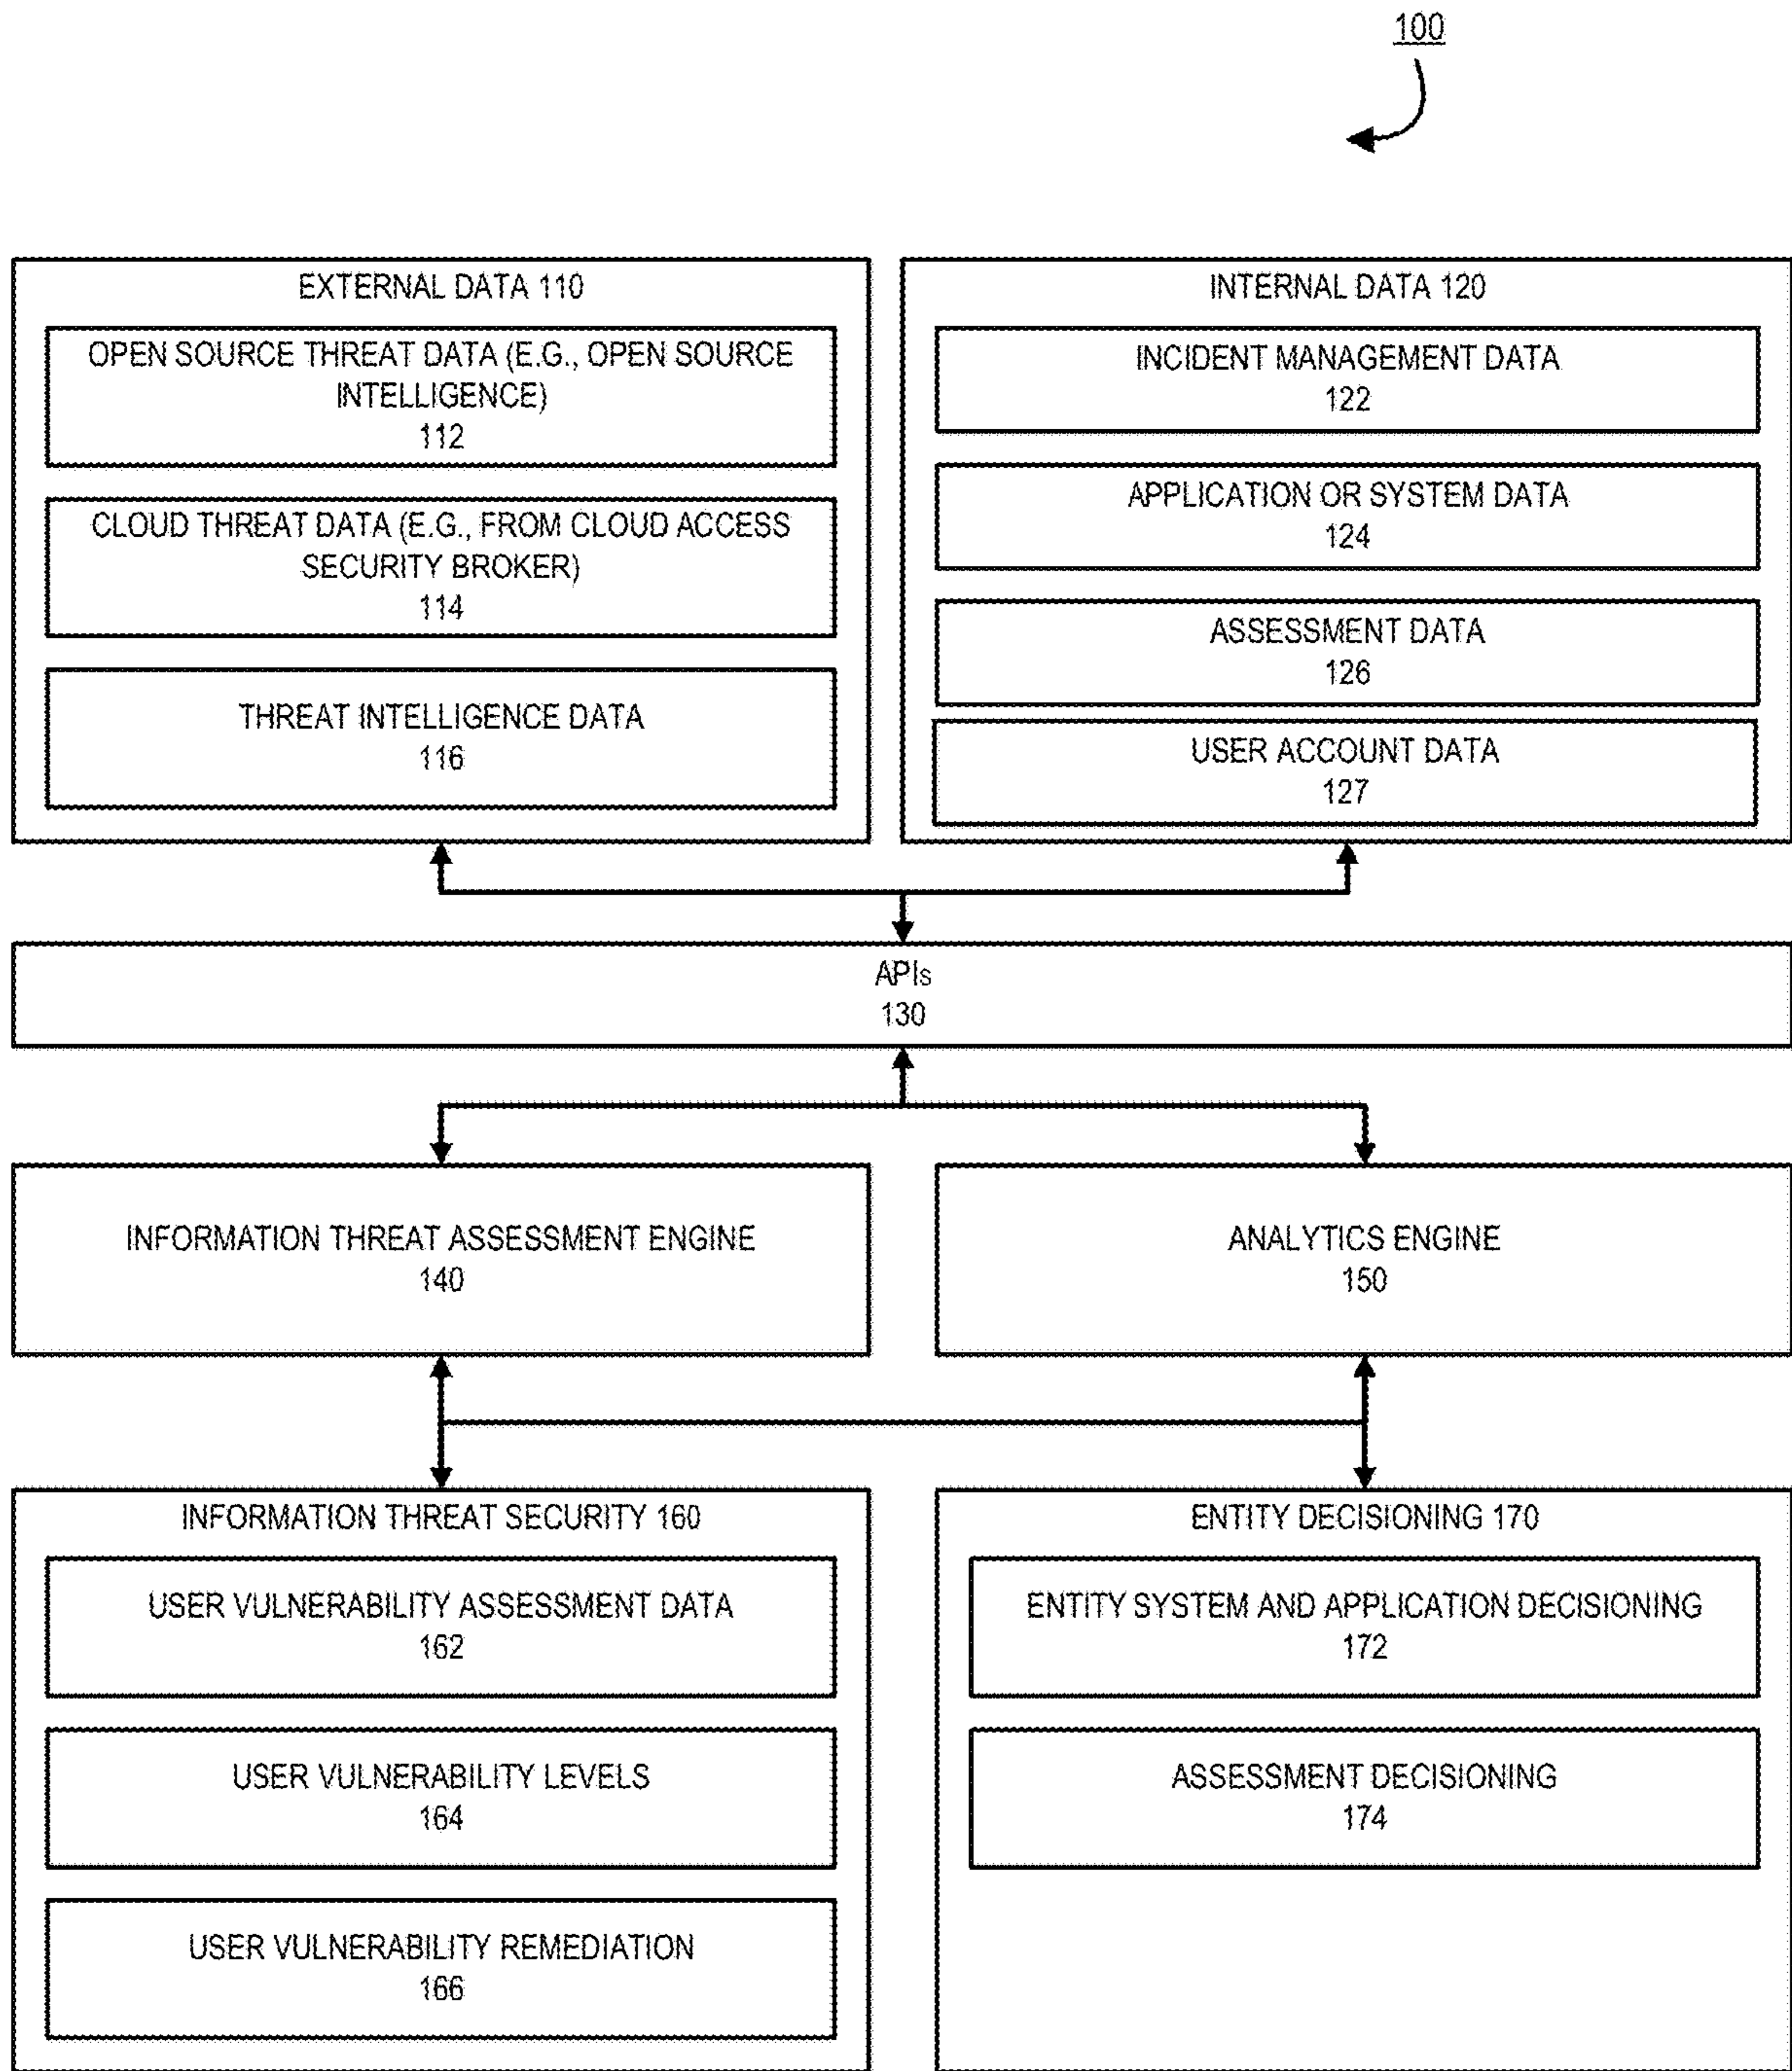 100
EXTERNAL DATA 110
OPEN SOURCE THREAT DATA (E.G., OPEN SOURCE
INTELLIGENCE)
112
CLOUD THREAT DATA (E.G., FROM CLOUD ACCESS
SECURITY BROKER)
114
THREAT INTELLIGENCE DATA
116
INTERNAL DATA 120
INCIDENT MANAGEMENT DATA
122
APPLICATION OR SYSTEM DATA
124
ASSESSMENT DATA
126
USER ACCOUNT DATA
127
APIs
130
INFORMATION THREAT ASSESSMENT ENGINE
140
ANALYTICS ENGINE
150
INFORMATION THREAT SECURITY 160
USER VULNERABILITY ASSESSMENT DATA
162
USER VULNERABILITY LEVELS
164
USER VULNERABILITY REMEDIATION
166
ENTITY DECISIONING 170
ENTITY SYSTEM AND APPLICATION DECISIONING
172
ASSESSMENT DECISIONING
174